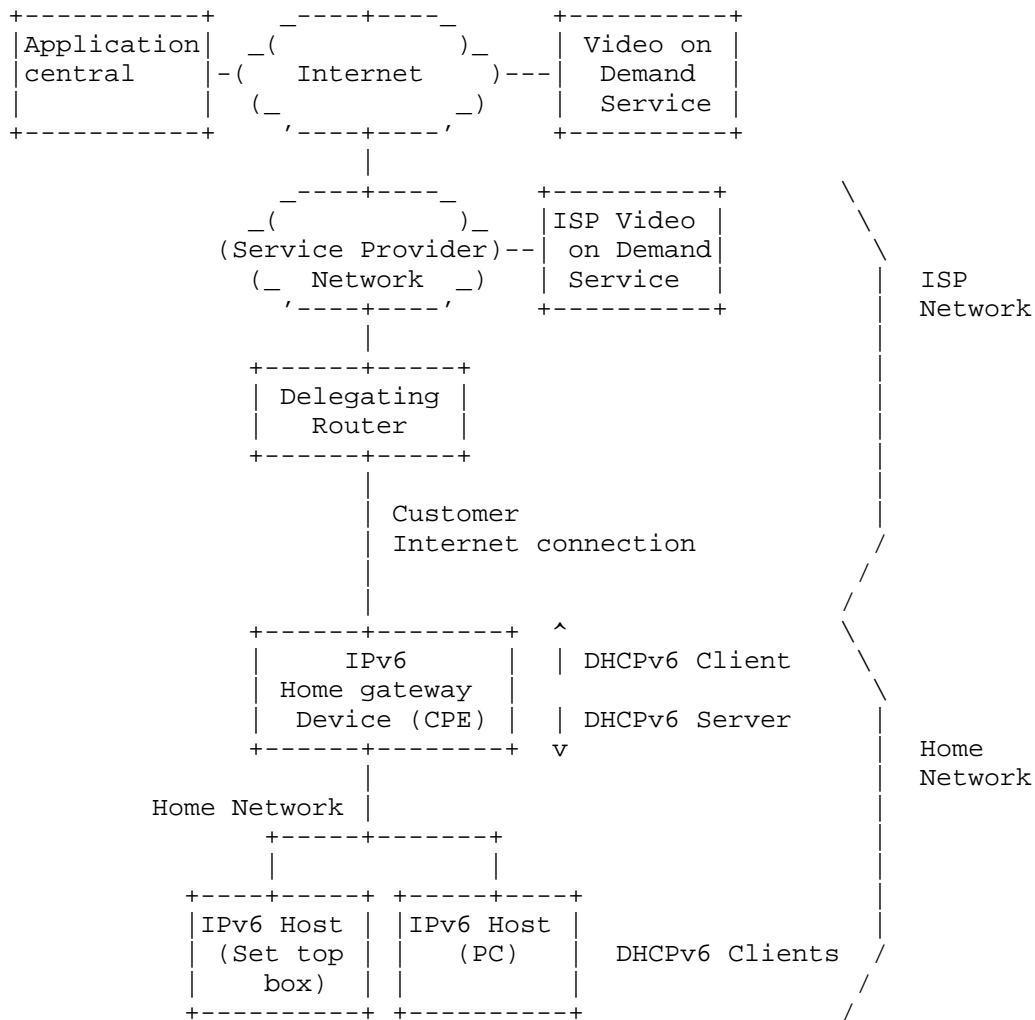 Application
central
Internet
Video on
Demand
Service
(Service Provider)
Network
ISP Video
on Demand
Service
ISP
Network
Delegating
Router
Customer
Internet connection
IPv6
Home gateway
Device (CPE)
DHCPv6 Client
DHCPv6 Server
Home
Network
Home Network
IPv6 Host
(Set top
box)
IPv6 Host
(PC)
DHCPv6 Clients